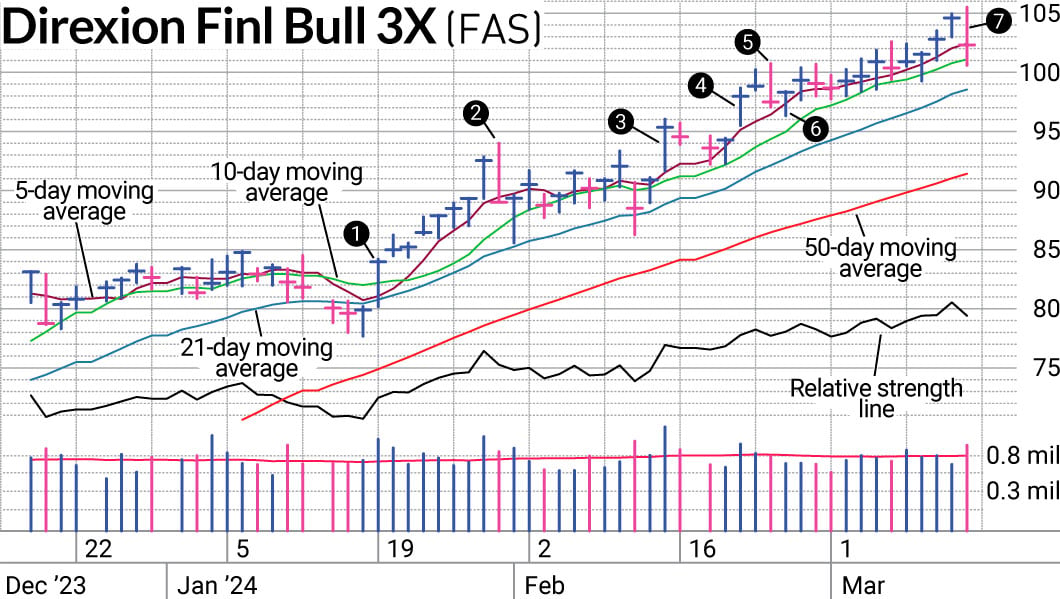 Direxion Finl Bull 3X (FAS)
105
7
5
100
4
2
95
3
6
10-day moving
average
5-day moving
average
90
1
85
50-day moving
average
80
21-day moving
average
75
Relative strength
line
0.8 mil
0.3 mil
22 5 19 2 16 1
Dec ’23 Jan ’24 Feb Mar